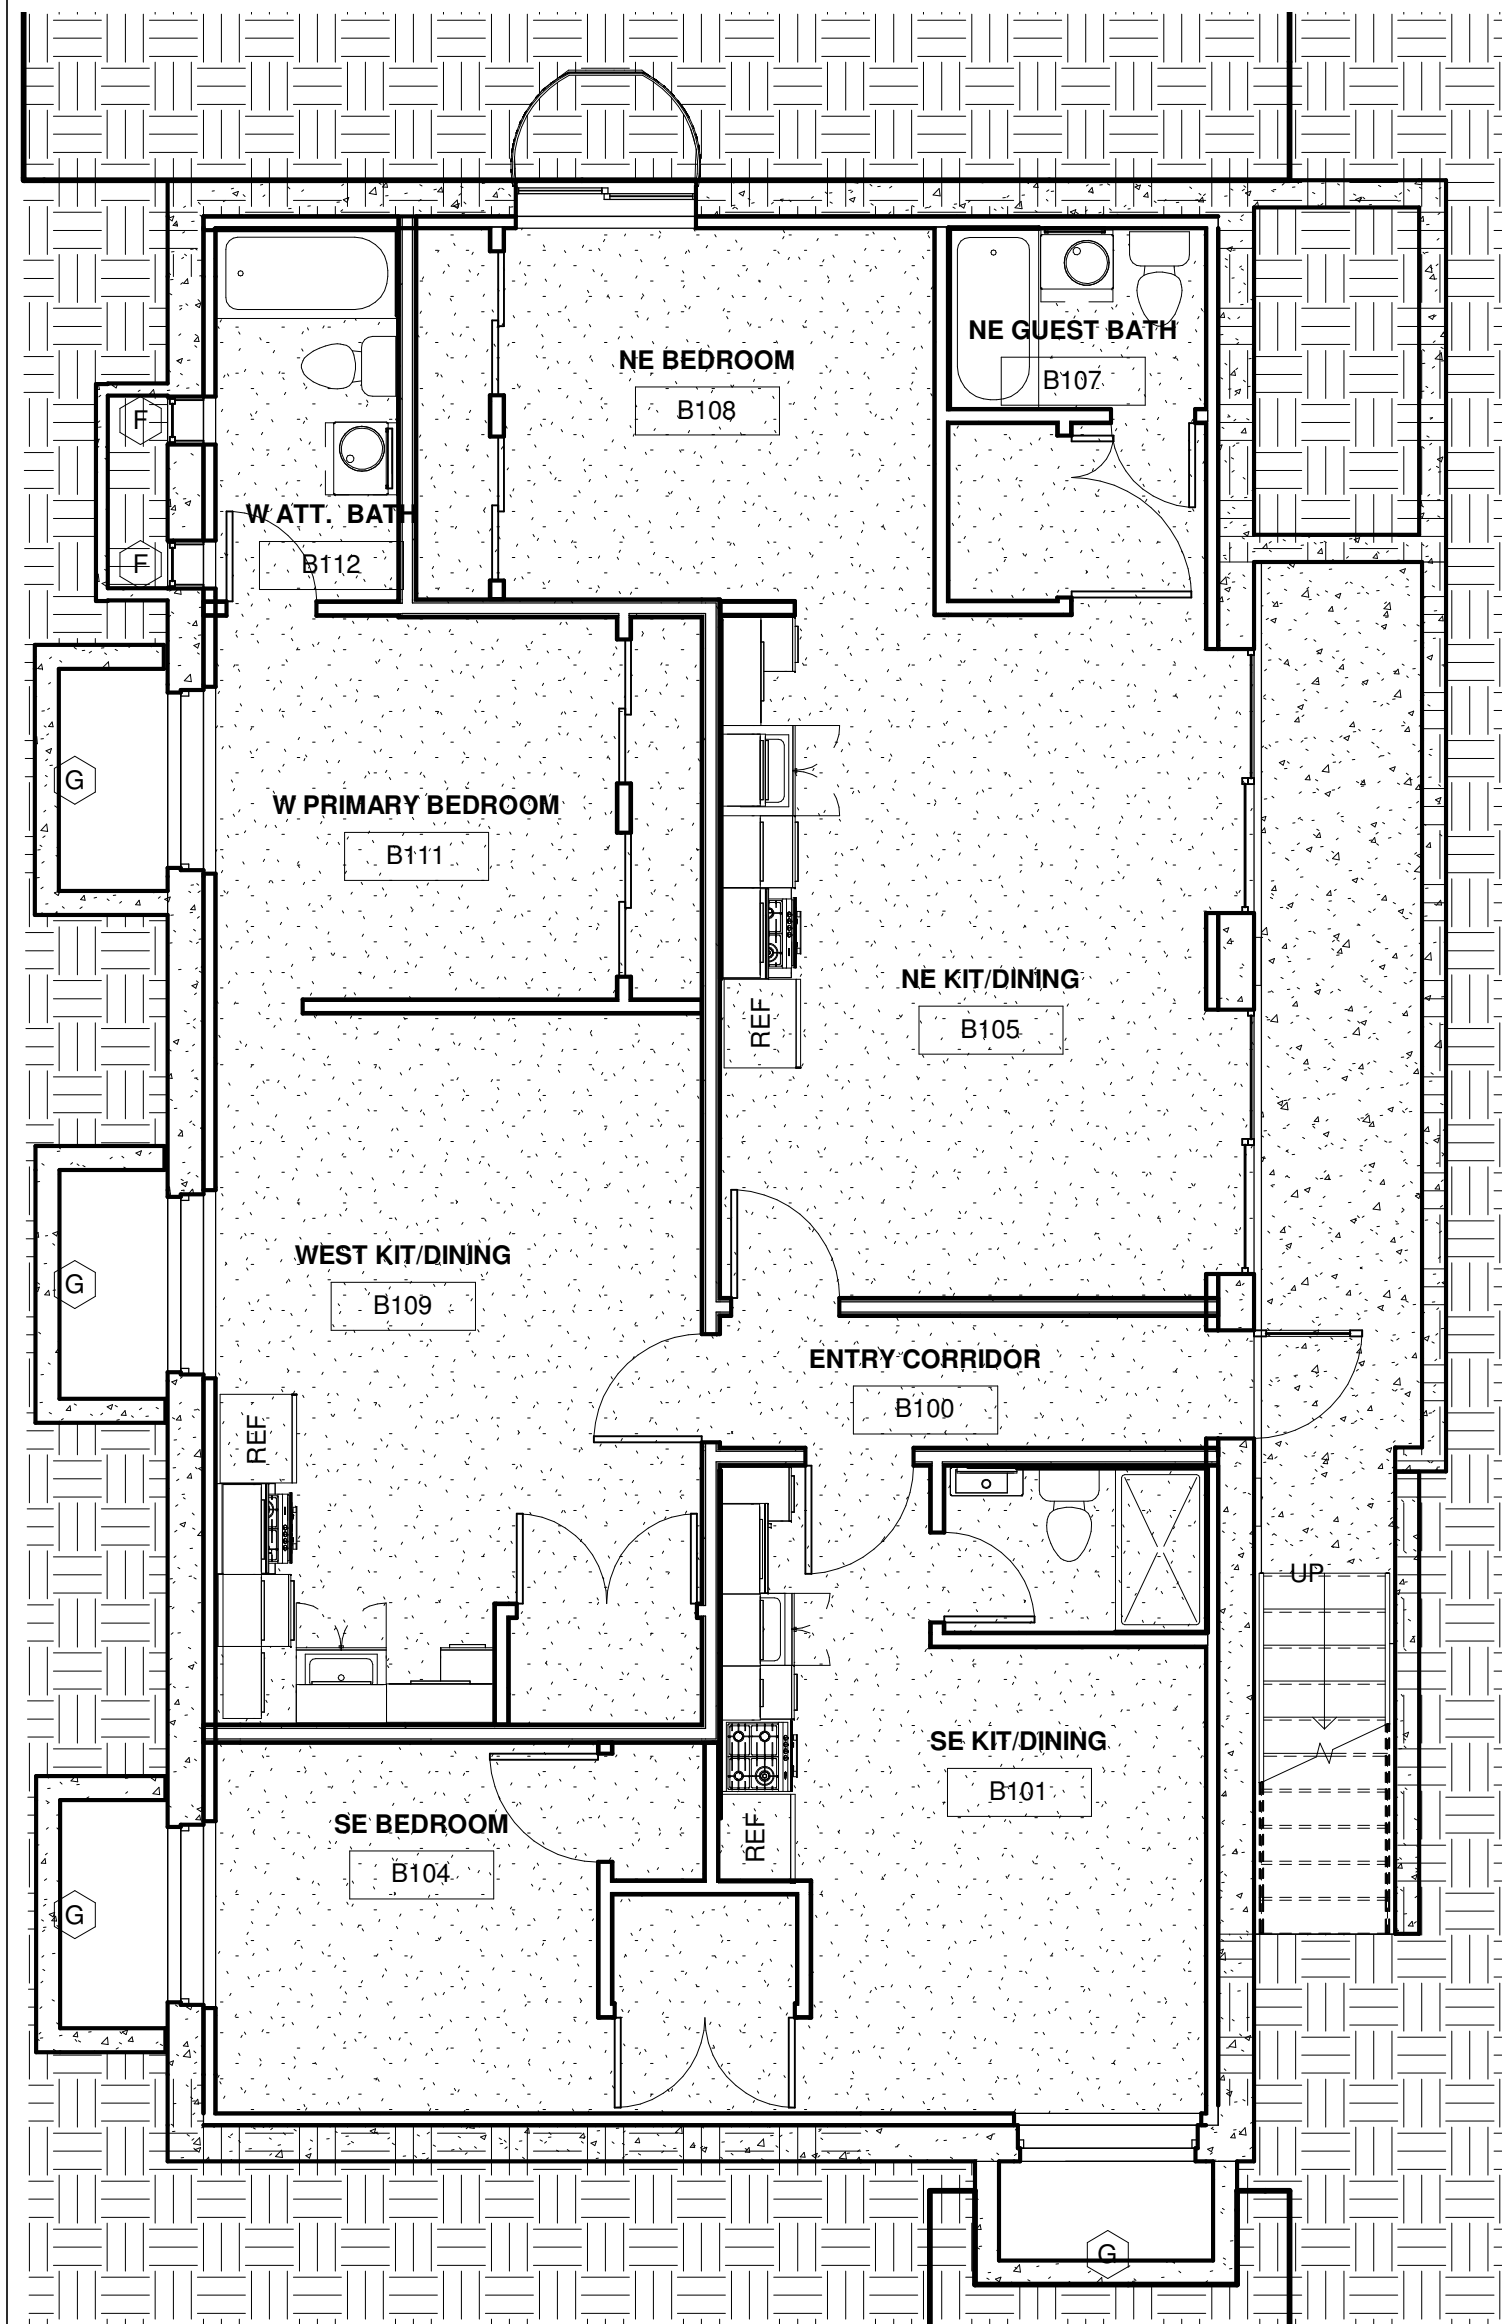 NE GUEST BATH
B107
NE BEDROOM
B108
F
W ATT. BATH
B112
F
G
W PRIMARY BEDROOM
B111
NE KIT/DINING
B105
REF
WEST KIT/DINING
B109
G
ENTRY CORRIDOR
B100
REF
UP
SE KIT/DINING
B101
SE BEDROOM
B104
REF
G
G